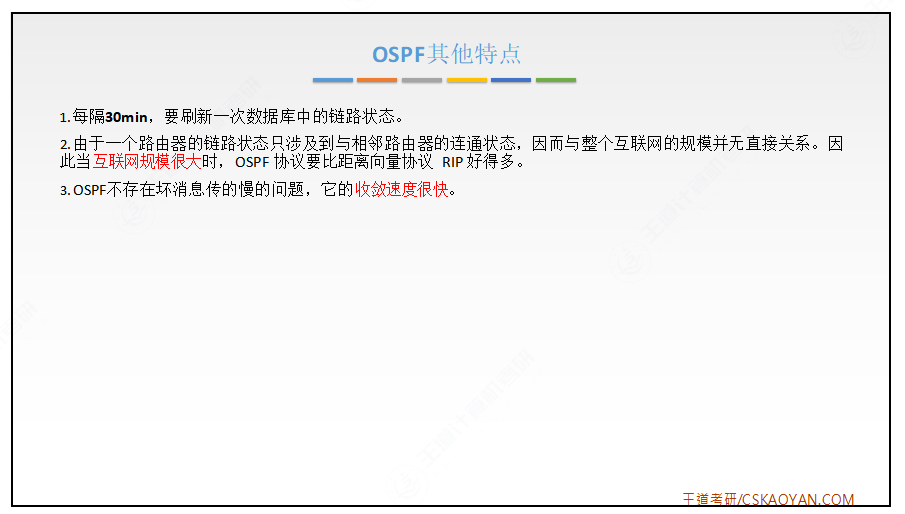 OSPF其他特点
1. 每隔30min，要刷新一次数据库中的链路状态。
2. 由于一个路由器的链路状态只涉及到与相邻路由器的连通状态，因而与整个互联网的规模并无直接关系。因
此当互联网规模很大时，OSPF 协议要比距离向量协议 RIP 好得多。
3. OSPF不存在坏消息传的慢的问题，它的收敛速度很快。
王道考研/CSKAOYAN.COM